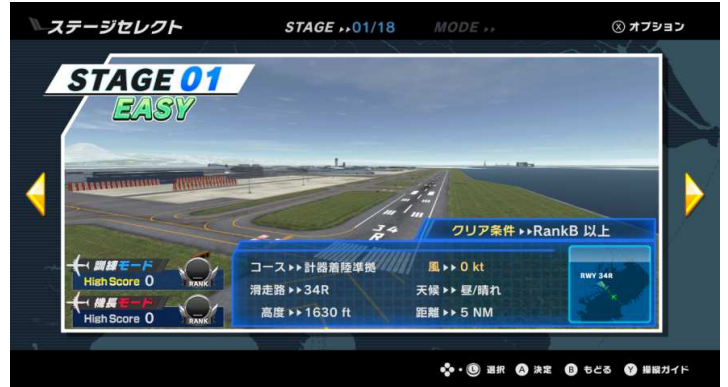 ステージセレクト STAGE ▸▸01/18 MODE ▸▸ Ⓧ オプション
STAGE 01
EASY
34
R
クリア条件 ▸▸RankB 以上
コース▸▸計器着陸準拠 風▸▸0 kt
滑走路▸▸34R 天候▸▸昼/晴れ
高度▸▸1630 ft 距離▸▸5 NM
RWY 34R
訓練モード
High Score 0 RANK
機長モード
High Score 0 RANK
・Ⓛ 選択 Ⓐ 決定 Ⓑ もどる Ⓨ 操縦ガイド